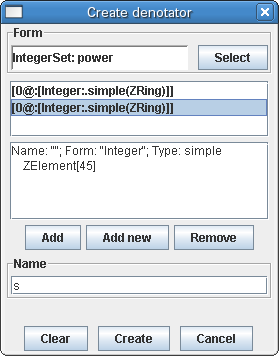 Create denotator
Form
IntegerSet: power
Select
[0@:[Integer:.simple(ZRing)]]
[0@:[Integer:.simple(ZRing)]]
Name: ""; Form: "Integer"; Type: simple
ZElement[45]
Add
Add new
Remove
Name
s
Clear
Create
Cancel